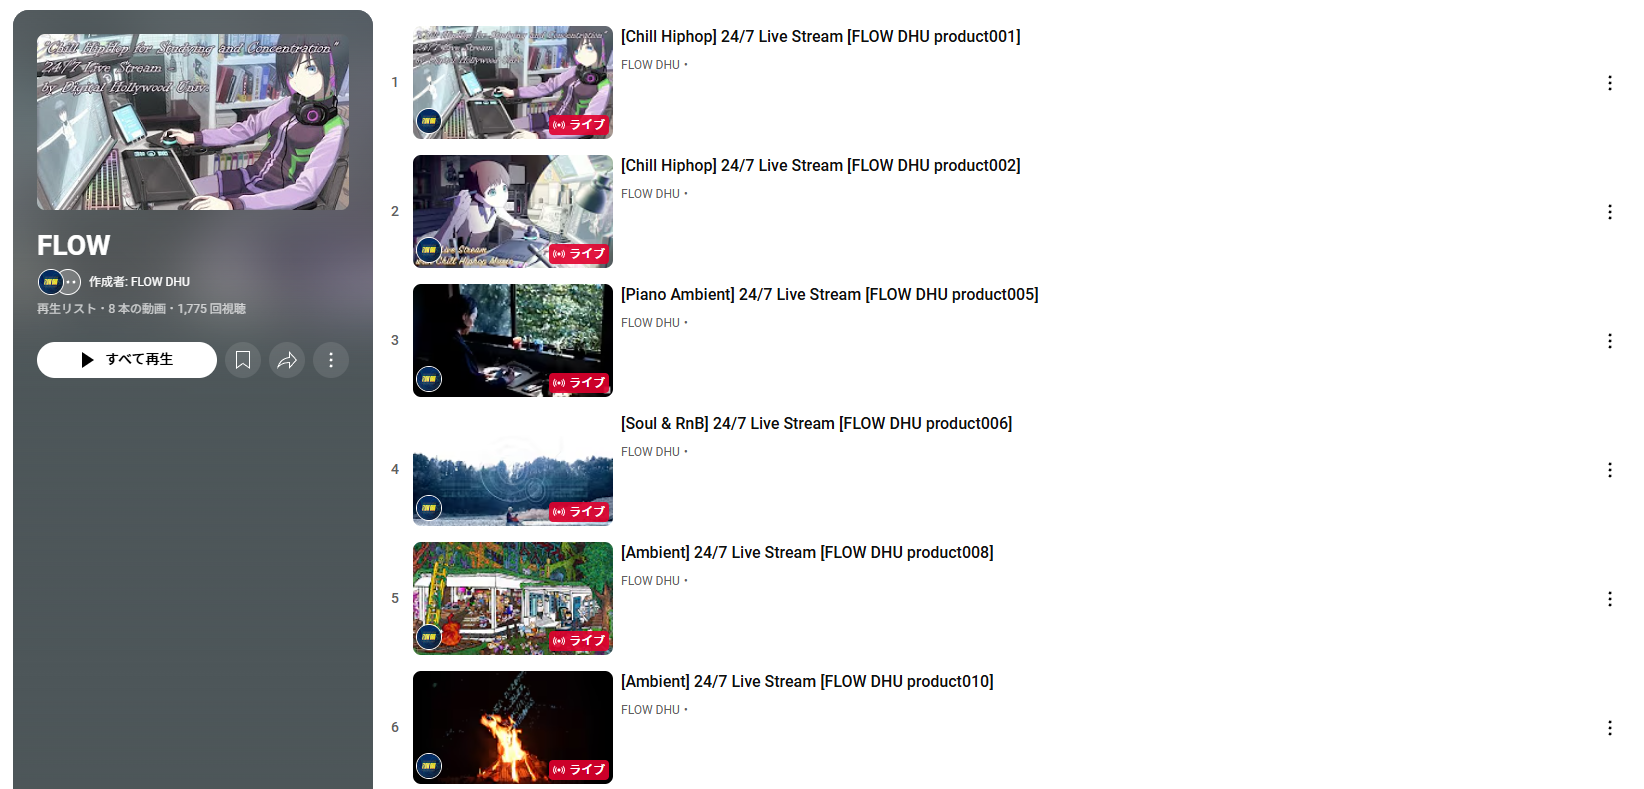 "Chill HipHop for Studying and Concentration"
24/7 Live Stream
by Digital Hollywood Univ.
FLOW
作成者: FLOW DHU
再生リスト・8 本の動画・1,775 回視聴
すべて再生
1
[Chill Hiphop] 24/7 Live Stream [FLOW DHU product001]
FLOW DHU •
ライブ
2
[Chill Hiphop] 24/7 Live Stream [FLOW DHU product002]
FLOW DHU •
Live Stream
Chill Hiphop Music
ライブ
3
[Piano Ambient] 24/7 Live Stream [FLOW DHU product005]
FLOW DHU •
ライブ
4
[Soul & RnB] 24/7 Live Stream [FLOW DHU product006]
FLOW DHU •
ライブ
5
[Ambient] 24/7 Live Stream [FLOW DHU product008]
FLOW DHU •
ライブ
6
[Ambient] 24/7 Live Stream [FLOW DHU product010]
FLOW DHU •
ライブ